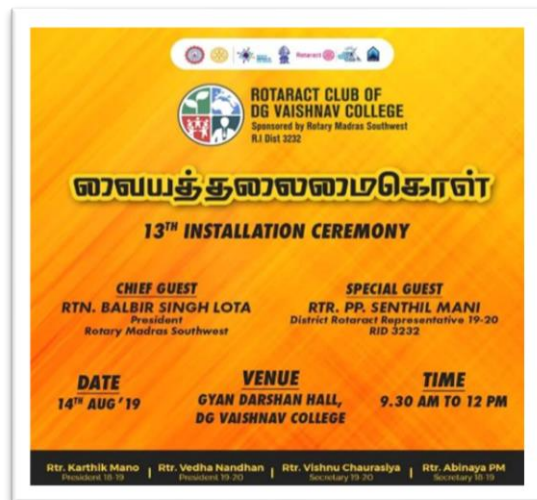 Rotaract
ROTARACT CLUB OF
DG VAISHNAV COLLEGE
Sponsored by Rotary Madras Southwest
R.I Dist 3232
வையத்தலைமைகொள்
13TH INSTALLATION CEREMONY
CHIEF GUEST
RTN. BALBIR SINGH LOTA
President
Rotary Madras Southwest
SPECIAL GUEST
RTR. PP. SENTHIL MANI
District Rotaract Representative 19-20
RID 3232
DATE
14TH AUG '19
VENUE
GYAN DARSHAN HALL,
DG VAISHNAV COLLEGE
TIME
9.30 AM TO 12 PM
Rtr. Karthik Mano
President 18-19
Rtr. Vedha Nandhan
President 19-20
Rtr. Vishnu Chaurasiya
Secretary 19-20
Rtr. Abinaya PM
Secretary 18-19